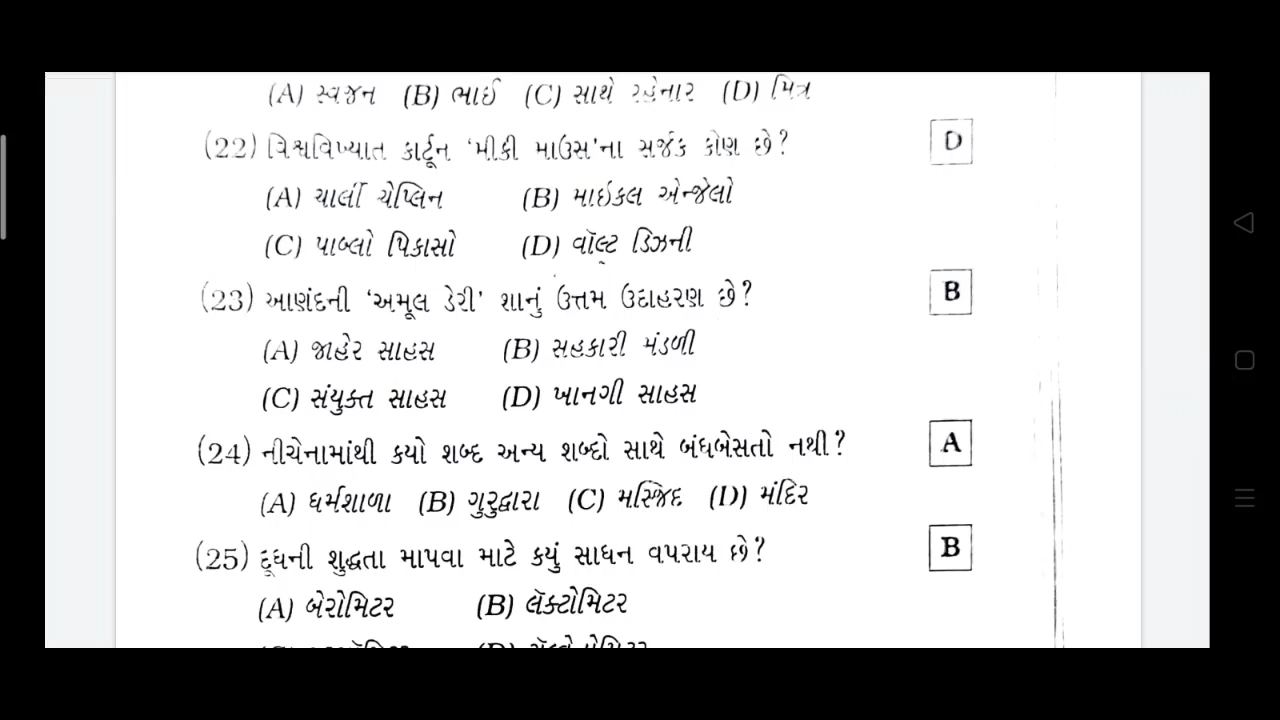 (A) સ્વજન (B) ભાઈ (C) સાથે રહેનાર (D) મિત્ર
(22) વિશ્વવિખ્યાત કાર્ટૂન ‘મીકી માઉસ’ના સર્જક કોણ છે? D
(A) ચાર્લી ચેપ્લિન (B) માઇકલ એન્જેલો
(C) પાબ્લો પિકાસો (D) વૉલ્ટ ડિઝની
(23) આણંદની ‘અમૂલ ડેરી’ શાનું ઉત્તમ ઉદાહરણ છે? B
(A) જાહેર સાહસ (B) સહકારી મંડળી
(C) સંયુક્ત સાહસ (D) ખાનગી સાહસ
(24) નીચેનામાંથી કયો શબ્દ અન્ય શબ્દો સાથે બંધબેસતો નથી? A
(A) ધર્મશાળા (B) ગુરુદ્વારા (C) મસ્જિદ (D) મંદિર
(25) દૂધની શુદ્ધતા માપવા માટે કયું સાધન વપરાય છે? B
(A) બેરોમિટર (B) લૅક્ટોમિટર